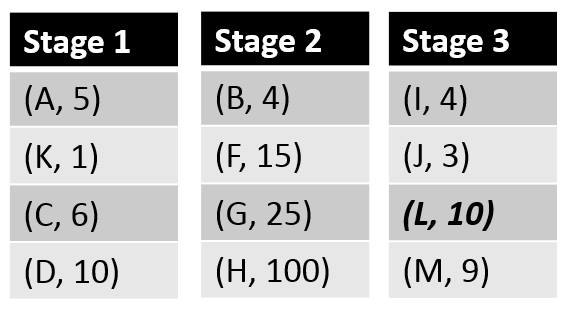 Stage 1 Stage 2 Stage 3
(A, 5) (B, 4) (I, 4)
(K, 1) (F, 15) (J, 3)
(C, 6) (G, 25) (L, 10)
(D, 10) (H, 100) (M, 9)